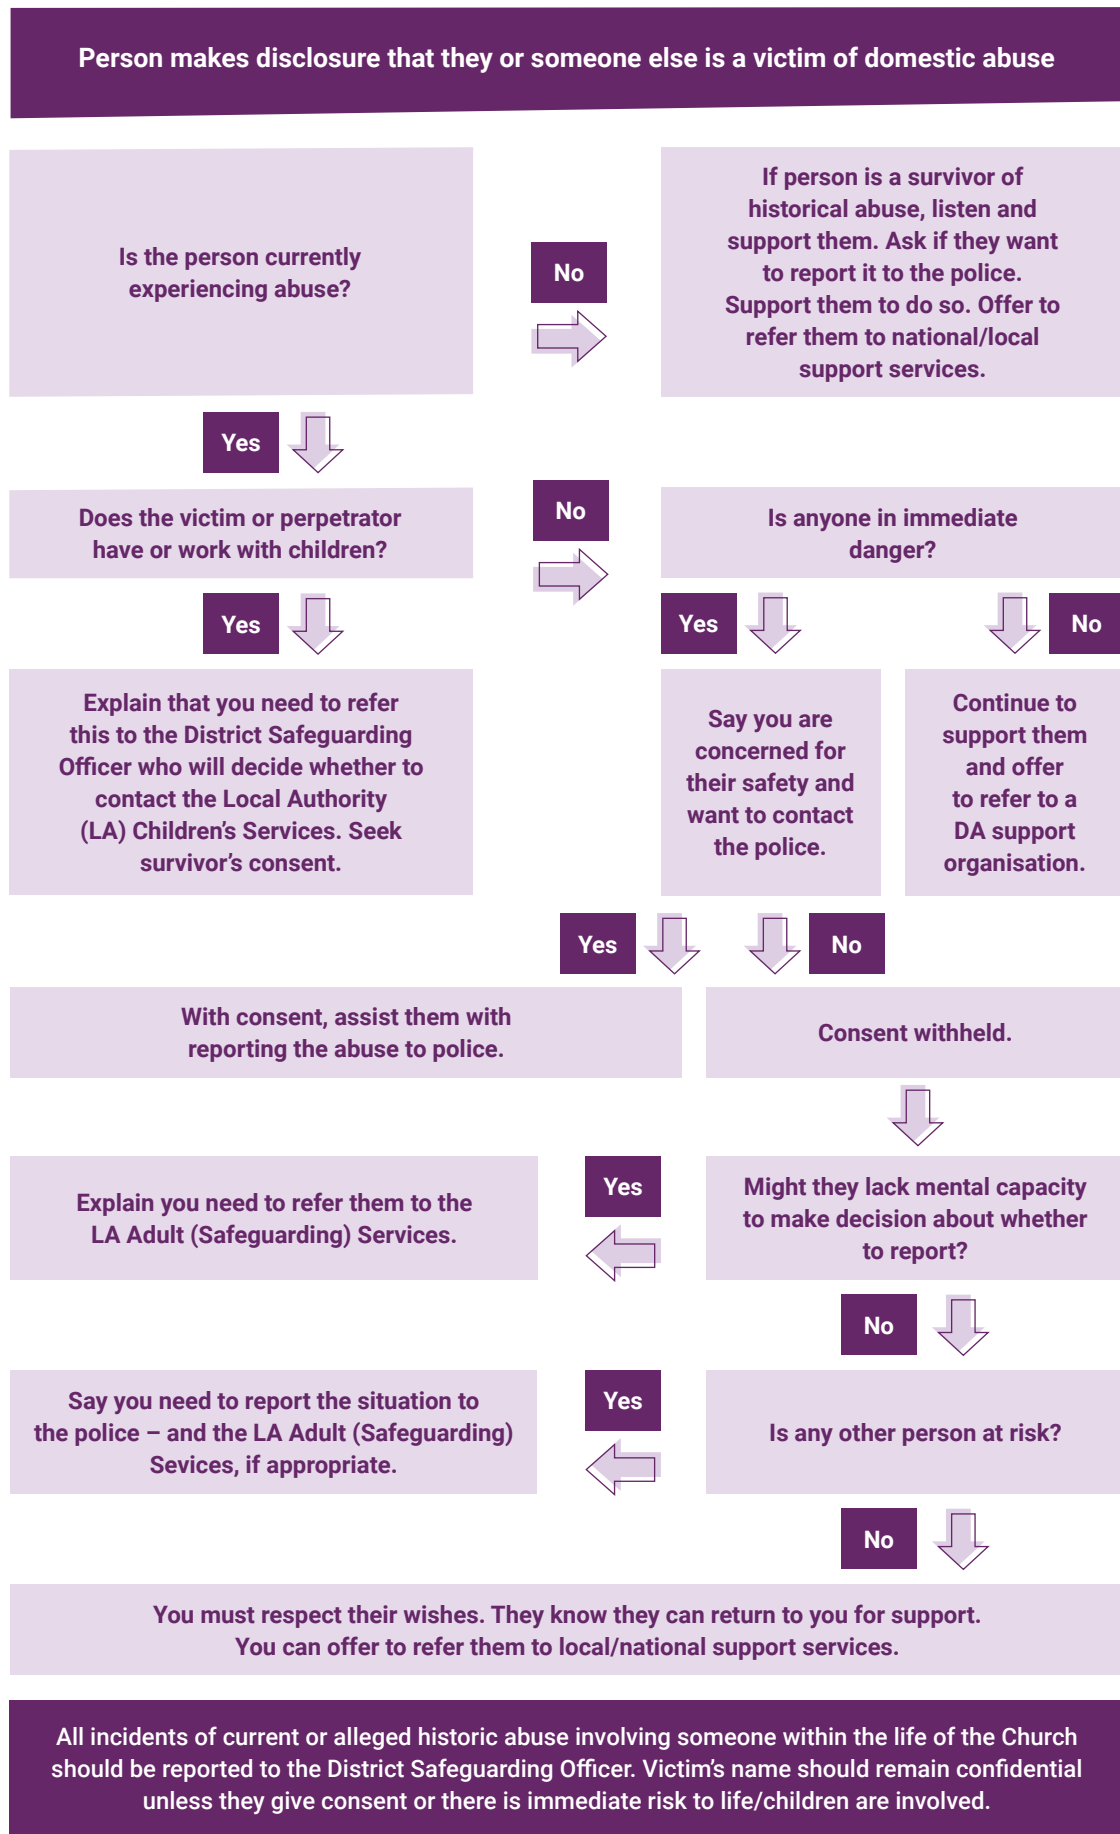 Person makes disclosure that they or someone else is a victim of domestic abuse
Is the person currently
experiencing abuse?
No
If person is a survivor of
historical abuse, listen and
support them. Ask if they want
to report it to the police.
Support them to do so. Offer to
refer them to national/local
support services.
Yes
Does the victim or perpetrator
have or work with children?
No
Is anyone in immediate
danger?
Yes
Yes
No
Explain that you need to refer
this to the District Safeguarding
Officer who will decide whether to
contact the Local Authority
(LA) Children's Services. Seek
survivor's consent.
Say you are
concerned for
their safety and
want to contact
the police.
Continue to
support them
and offer
to refer to a
DA support
organisation.
Yes
No
With consent, assist them with
reporting the abuse to police.
Consent withheld.
Explain you need to refer them to the
LA Adult (Safeguarding) Services.
Yes
Might they lack mental capacity
to make decision about whether
to report?
No
Say you need to report the situation to
the police – and the LA Adult (Safeguarding)
Sevices, if appropriate.
Yes
Is any other person at risk?
No
You must respect their wishes. They know they can return to you for support.
You can offer to refer them to local/national support services.
All incidents of current or alleged historic abuse involving someone within the life of the Church
should be reported to the District Safeguarding Officer. Victim's name should remain confidential
unless they give consent or there is immediate risk to life/children are involved.